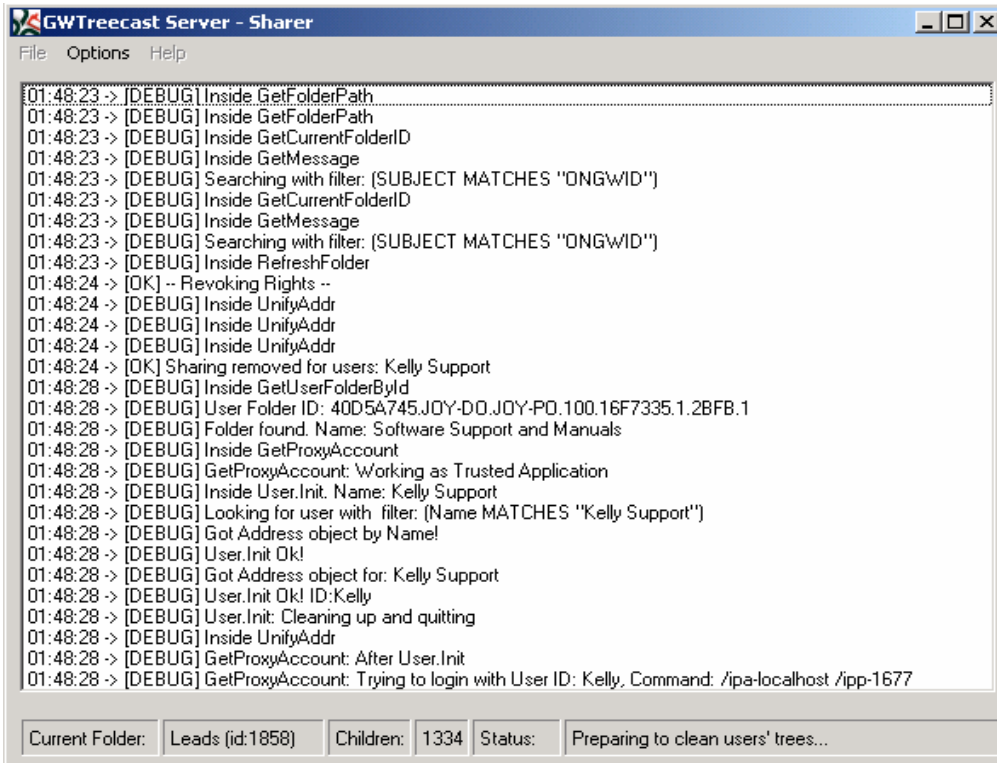 GWTreecast Server - Sharer
File Options Help
01:48:23 -> [DEBUG] Inside GetFolderPath
01:48:23 -> [DEBUG] Inside GetFolderPath
01:48:23 -> [DEBUG] Inside GetCurrentFolderID
01:48:23 -> [DEBUG] Inside GetMessage
01:48:23 -> [DEBUG] Searching with filter: (SUBJECT MATCHES "ONGWID")
01:48:23 -> [DEBUG] Inside GetCurrentFolderID
01:48:23 -> [DEBUG] Inside GetMessage
01:48:23 -> [DEBUG] Searching with filter: (SUBJECT MATCHES "ONGWID")
01:48:23 -> [DEBUG] Inside RefreshFolder
01:48:24 -> [OK] -- Revoking Rights --
01:48:24 -> [DEBUG] Inside UnifyAddr
01:48:24 -> [DEBUG] Inside UnifyAddr
01:48:24 -> [DEBUG] Inside UnifyAddr
01:48:24 -> [OK] Sharing removed for users: Kelly Support
01:48:28 -> [DEBUG] Inside GetUserFolderById
01:48:28 -> [DEBUG] User Folder ID: 40D5A745.JOY-DO.JOY-PO.100.16F7335.1.2BFB.1
01:48:28 -> [DEBUG] Folder found. Name: Software Support and Manuals
01:48:28 -> [DEBUG] Inside GetProxyAccount
01:48:28 -> [DEBUG] GetProxyAccount: Working as Trusted Application
01:48:28 -> [DEBUG] Inside User.Init. Name: Kelly Support
01:48:28 -> [DEBUG] Looking for user with  filter: (Name MATCHES "Kelly Support")
01:48:28 -> [DEBUG] Got Address object by Name!
01:48:28 -> [DEBUG] User.Init Ok!
01:48:28 -> [DEBUG] Got Address object for: Kelly Support
01:48:28 -> [DEBUG] User.Init Ok! ID:Kelly
01:48:28 -> [DEBUG] User.Init: Cleaning up and quitting
01:48:28 -> [DEBUG] Inside UnifyAddr
01:48:28 -> [DEBUG] GetProxyAccount: After User.Init
01:48:28 -> [DEBUG] GetProxyAccount: Trying to login with User ID: Kelly, Command: /ipa-localhost /ipp-1677
Current Folder: Leads (id:1858) Children: 1334 Status: Preparing to clean users' trees...